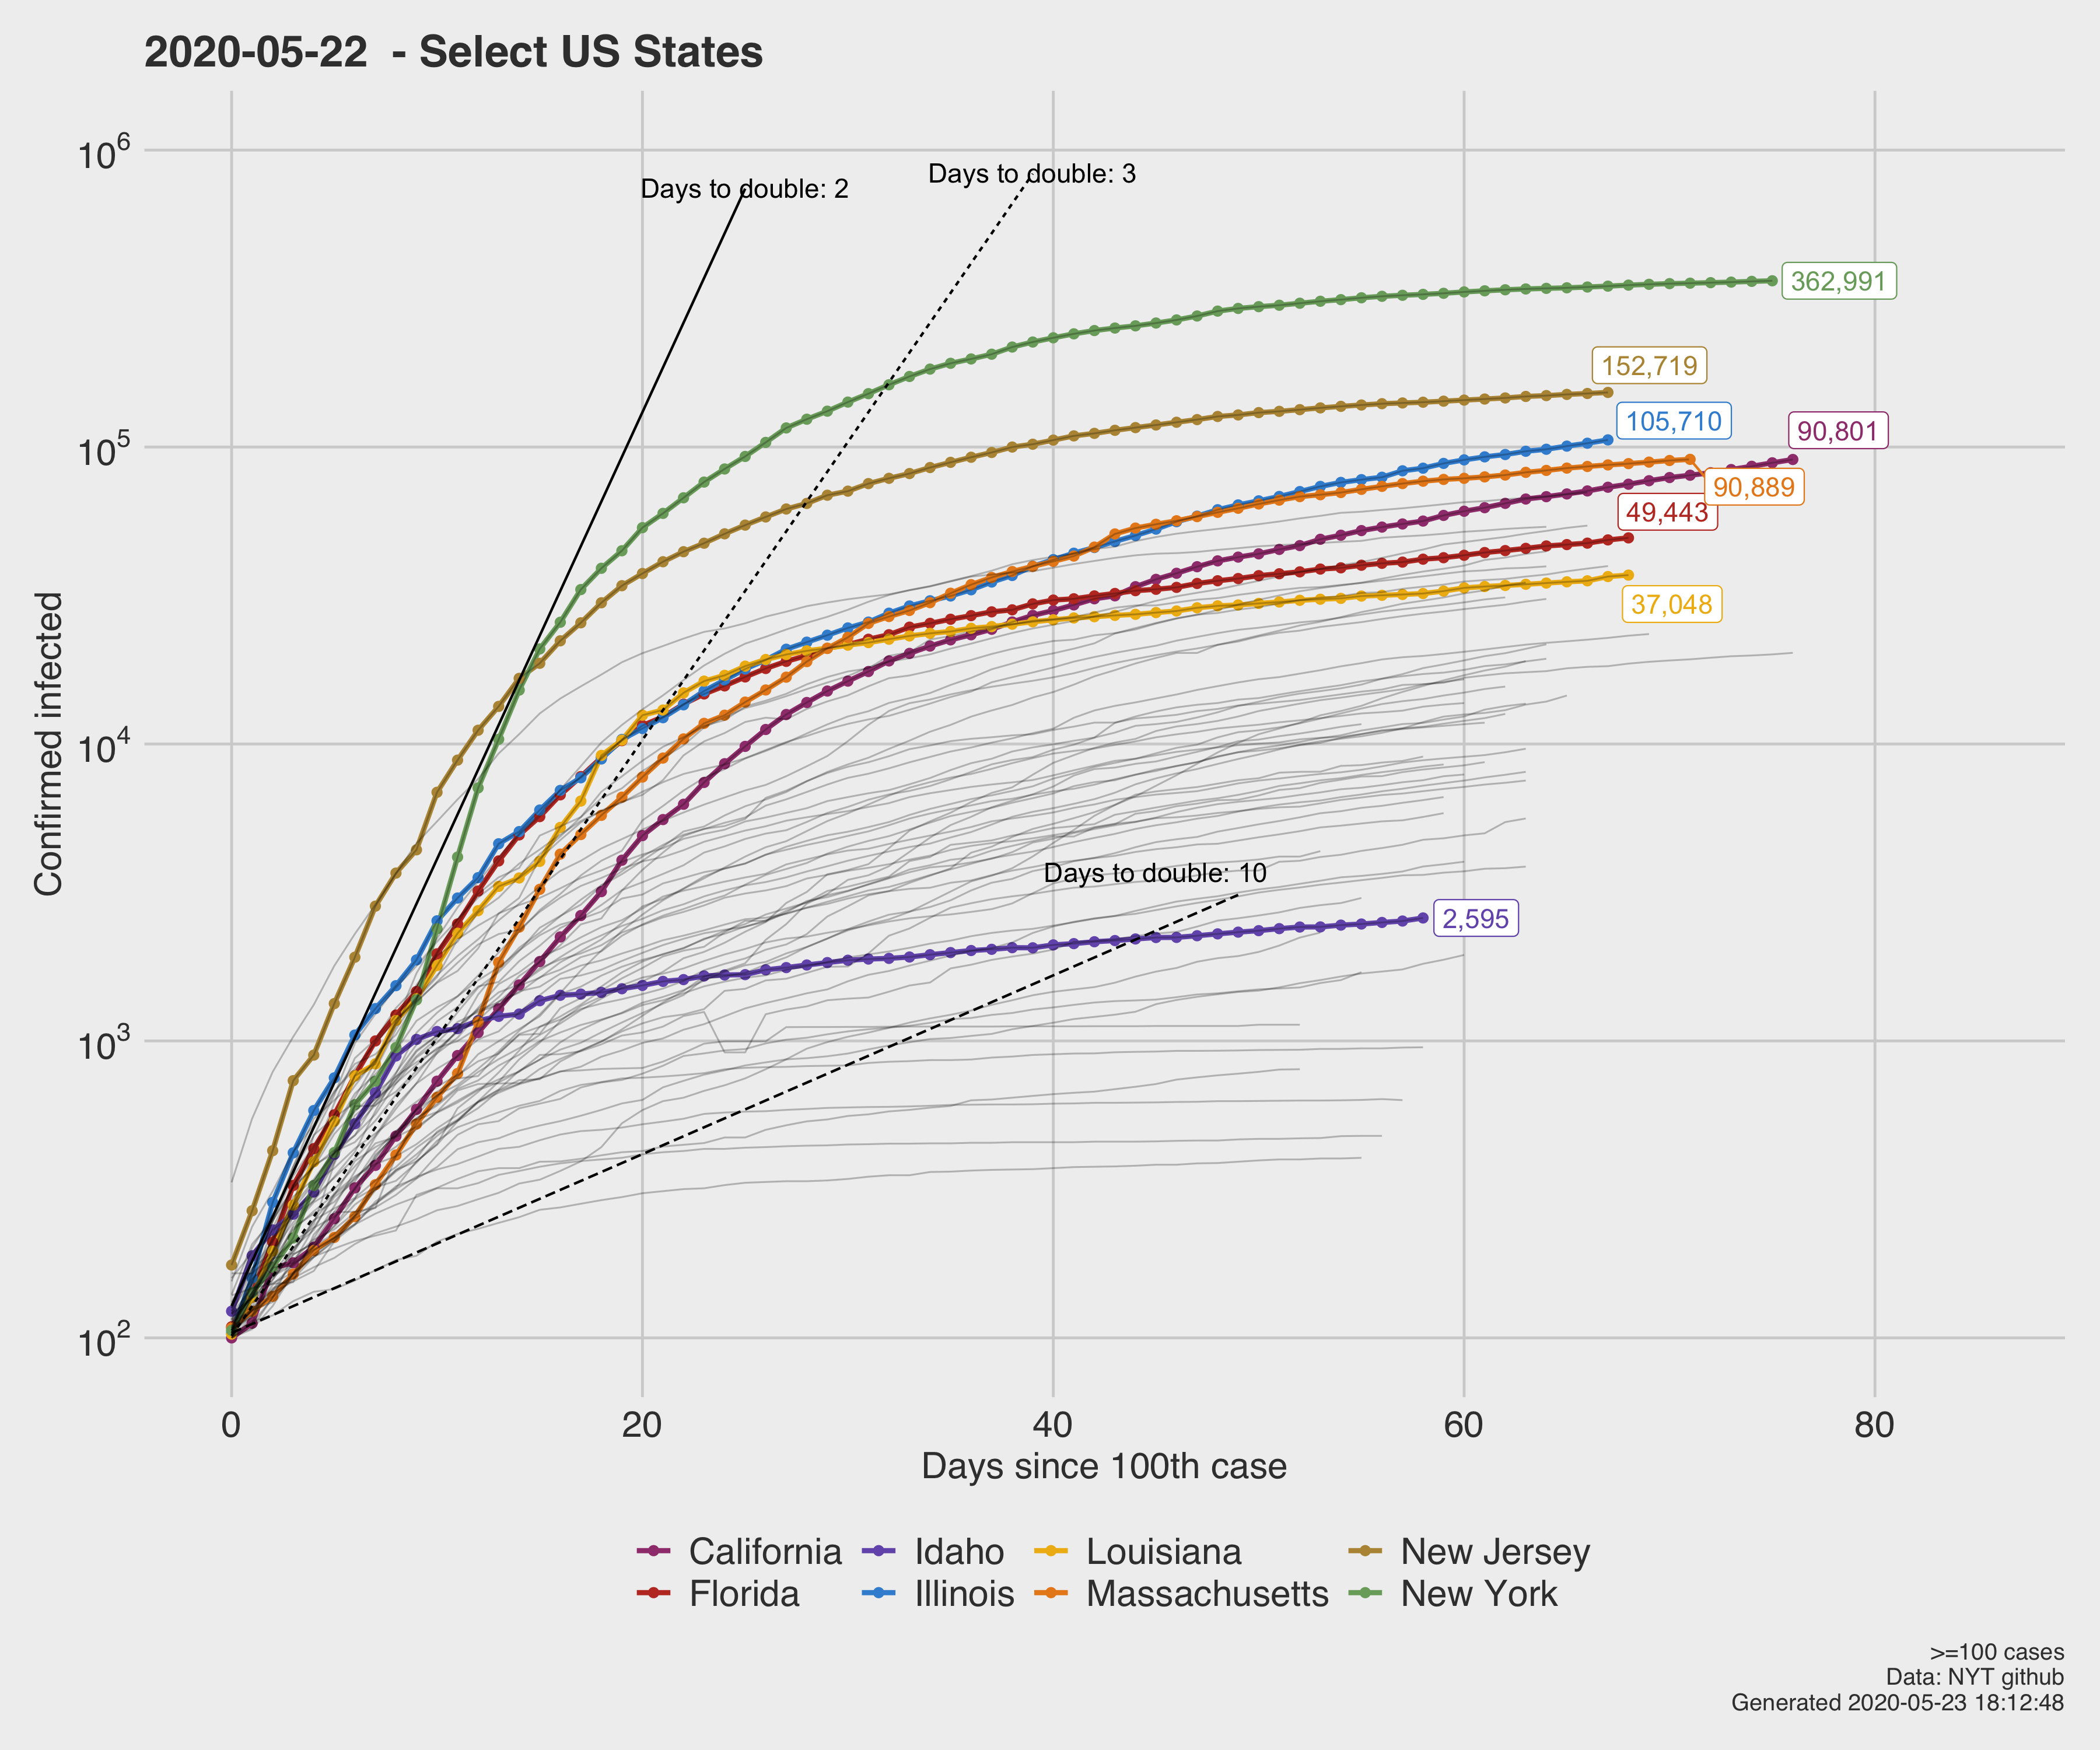 2020-05-22 - Select US States
10^6
10^5
10^4
10^3
10^2
Confirmed infected
Days to double: 2
Days to double: 3
Days to double: 10
362,991
152,719
105,710
90,801
90,889
49,443
37,048
2,595
0 20 40 60 80
Days since 100th case
California Idaho Louisiana New Jersey
Florida Illinois Massachusetts New York
>=100 cases
Data: NYT github
Generated 2020-05-23 18:12:48